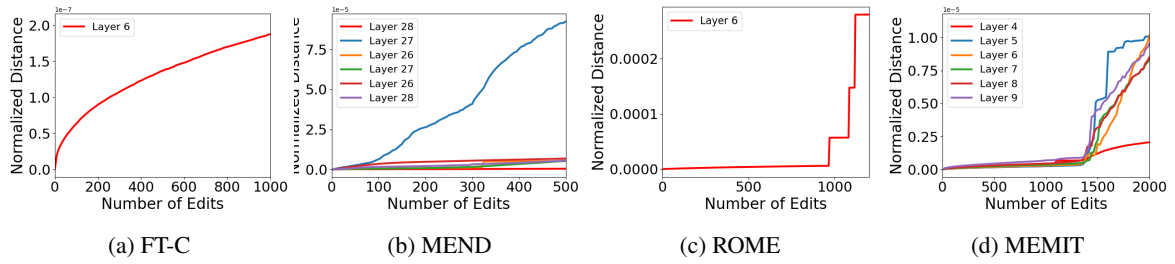 1e-7
Normalized Distance
2.0
1.5
1.0
0.5
0.0
Layer 6
0 200 400 600 800 1000
Number of Edits
(a) FT-C
1e-5
Normalized Distance
7.5
5.0
2.5
0.0
Layer 28
Layer 27
Layer 26
Layer 27
Layer 26
Layer 28
0 100 200 300 400 500
Number of Edits
(b) MEND
Normalized Distance
0.0002
0.0001
0.0000
Layer 6
0 500 1000
Number of Edits
(c) ROME
1e-5
Normalized Distance
1.00
0.75
0.50
0.25
0.00
Layer 4
Layer 5
Layer 6
Layer 7
Layer 8
Layer 9
0 500 1000 1500 2000
Number of Edits
(d) MEMIT